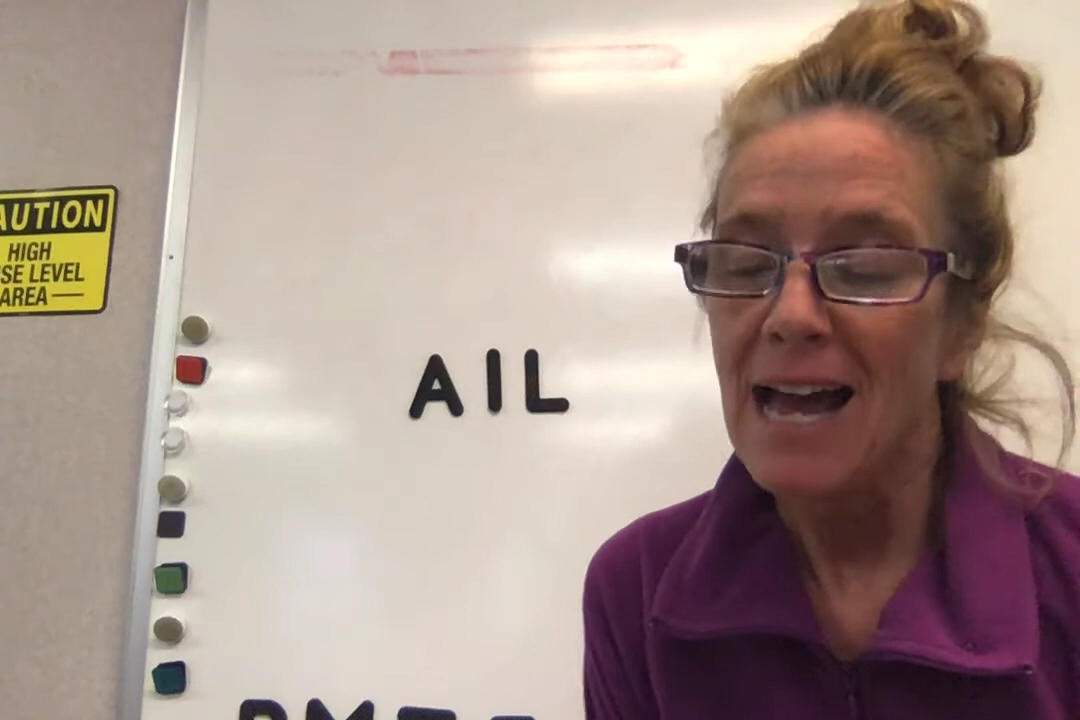 AUTION
HIGH
SE LEVEL
AREA —
AIL